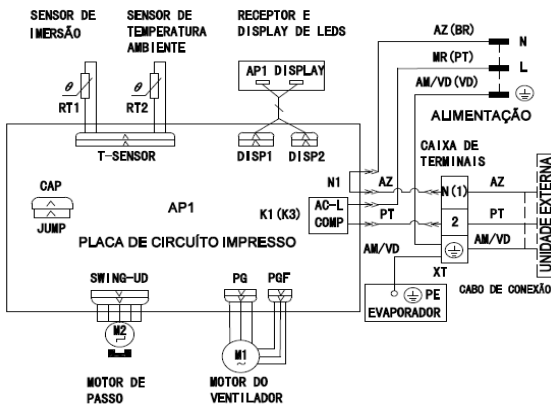 SENSOR DE
IMERSÃO
SENSOR DE
TEMPERATURA
AMBIENTE
RECEPTOR E
DISPLAY DE LEDS
θ
RT1
θ
RT2
AP1 DISPLAY
AZ(BR)
N
MR(PT)
L
AM/VD(VD)
ALIMENTAÇÃO
T-SENSOR
DISP1
DISP2
CAIXA DE
TERMINAIS
N1
AZ
N(1)
AZ
CAP
JUMP
AP1
K1(K3)
AC-L
COMP
PT
2
PT
PLACA DE CIRCUÍTO IMPRESSO
AM/VD
AM/VD
UNIDADE EXTERNA
XT
CABO DE CONEXÃO
SWING-UD
PG
PGF
PE
EVAPORADOR
M2
M1
~
MOTOR DE
PASSO
MOTOR DO
VENTILADOR